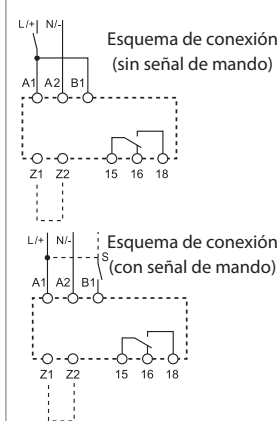 L/+ N/-
Esquema de conexión
(sin señal de mando)
A1 A2 B1
Z1 Z2 15 16 18
L/+ N/-
Esquema de conexión
S
(con señal de mando)
A1 A2 B1
Z1 Z2 15 16 18